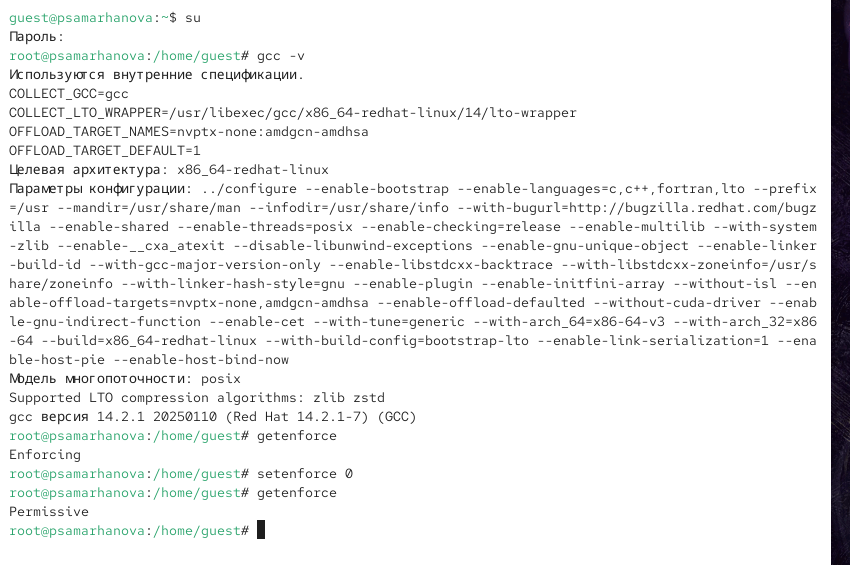 guest@psamarhanova:~$ su
Пароль:
root@psamarhanova:/home/guest# gcc -v
Используются внутренние спецификации.
COLLECT_GCC=gcc
COLLECT_LTO_WRAPPER=/usr/libexec/gcc/x86_64-redhat-linux/14/lto-wrapper
OFFLOAD_TARGET_NAMES=nvptx-none:amdgcn-amdhsa
OFFLOAD_TARGET_DEFAULT=1
Целевая архитектура: x86_64-redhat-linux
Параметры конфигурации: ../configure --enable-bootstrap --enable-languages=c,c++,fortran,lto --prefix
=/usr --mandir=/usr/share/man --infodir=/usr/share/info --with-bugurl=http://bugzilla.redhat.com/bugz
illa --enable-shared --enable-threads=posix --enable-checking=release --enable-multilib --with-system
-zlib --enable-__cxa_atexit --disable-libunwind-exceptions --enable-gnu-unique-object --enable-linker
-build-id --with-gcc-major-version-only --enable-libstdcxx-backtrace --with-libstdcxx-zoneinfo=/usr/s
hare/zoneinfo --with-linker-hash-style=gnu --enable-plugin --enable-initfini-array --without-isl --en
able-offload-targets=nvptx-none,amdgcn-amdhsa --enable-offload-defaulted --without-cuda-driver --enab
le-gnu-indirect-function --enable-cet --with-tune=generic --with-arch_64=x86-64-v3 --with-arch_32=x86
-64 --build=x86_64-redhat-linux --with-build-config=bootstrap-lto --enable-link-serialization=1 --ena
ble-host-pie --enable-host-bind-now
Модель многопоточности: posix
Supported LTO compression algorithms: zlib zstd
gcc версия 14.2.1 20250110 (Red Hat 14.2.1-7) (GCC)
root@psamarhanova:/home/guest# getenforce
Enforcing
root@psamarhanova:/home/guest# setenforce 0
root@psamarhanova:/home/guest# getenforce
Permissive
root@psamarhanova:/home/guest#